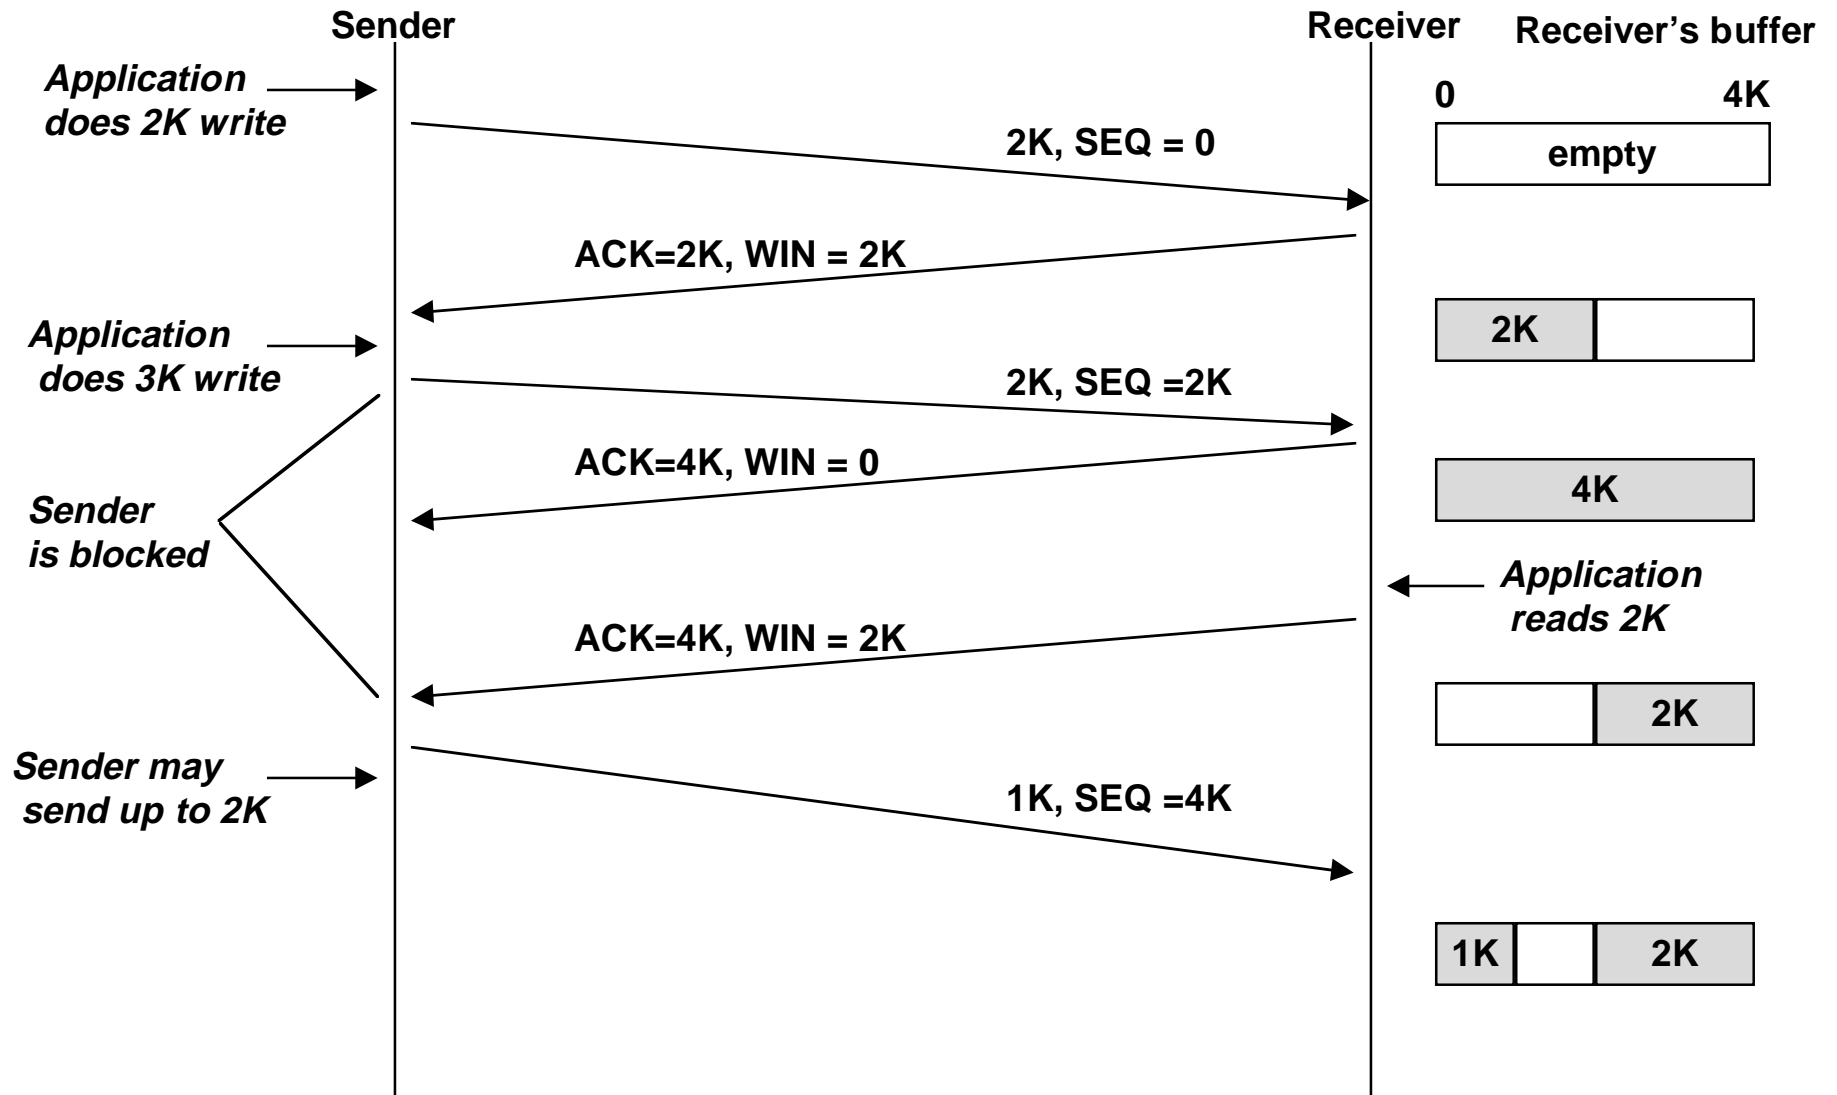 Sender
Receiver
Receiver’s buffer
Application
does 2K write
0
4K
2K, SEQ = 0
empty
ACK=2K, WIN = 2K
Application
does 3K write
2K
2K, SEQ =2K
ACK=4K, WIN = 0
4K
Sender
is blocked
Application
reads 2K
ACK=4K, WIN = 2K
2K
Sender may
send up to 2K
1K, SEQ =4K
1K
2K